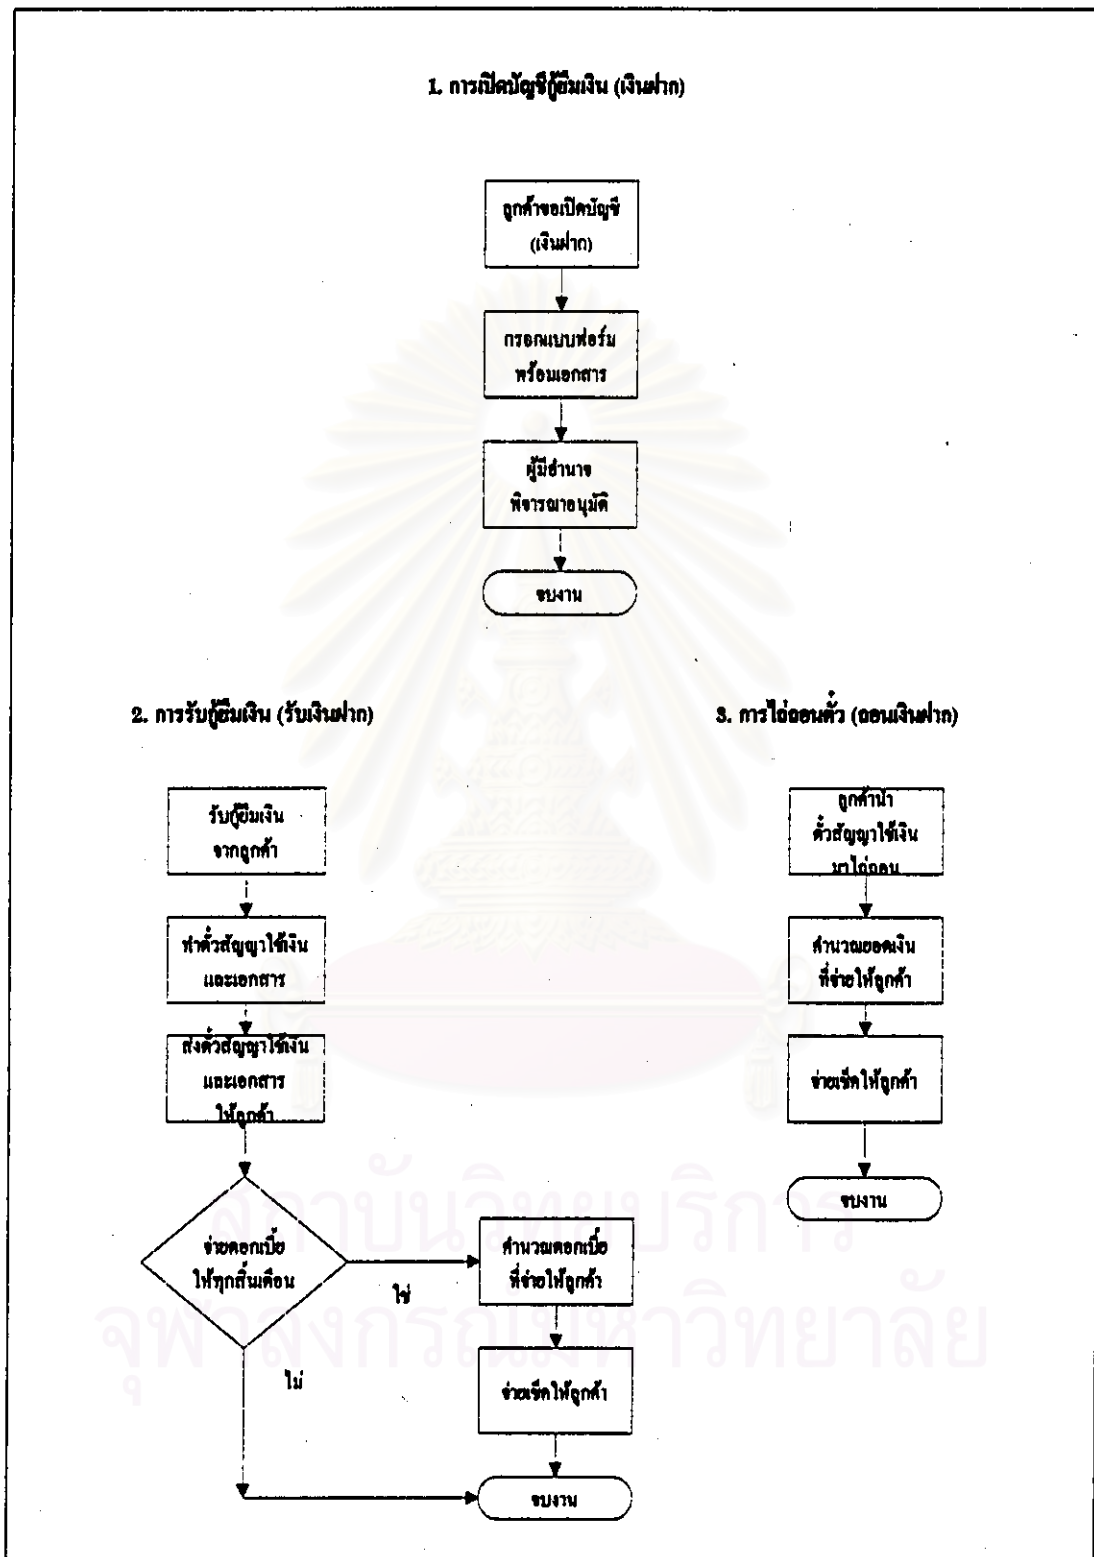 1. การเปิดบัญชีกู้ยืมเงิน (เงินฝาก)
ลูกค้าขอเปิดบัญชี
(เงินฝาก)
กรอกแบบฟอร์ม
พร้อมเอกสาร
ผู้มีอำนาจ
พิจารณาอนุมัติ
จบงาน
2. การรับกู้ยืมเงิน (รับเงินฝาก)
รับกู้ยืมเงิน
จากลูกค้า
ทำตั๋วสัญญาใช้เงิน
และเอกสาร
ส่งตั๋วสัญญาใช้เงิน
และเอกสาร
ให้ลูกค้า
จ่ายดอกเบี้ย
ให้ทุกสิ้นเดือน
ใช่
ไม่
คำนวณดอกเบี้ย
ที่จ่ายให้ลูกค้า
จ่ายเช็คให้ลูกค้า
จบงาน
3. การไถ่ถอนตั๋ว (ถอนเงินฝาก)
ลูกค้านำ
ตั๋วสัญญาใช้เงิน
มาไถ่ถอน
คำนวณยอดเงิน
ที่จ่ายให้ลูกค้า
จ่ายเช็คให้ลูกค้า
จบงาน
สถาบันวิทยบริการ
จุฬาลงกรณ์มหาวิทยาลัย